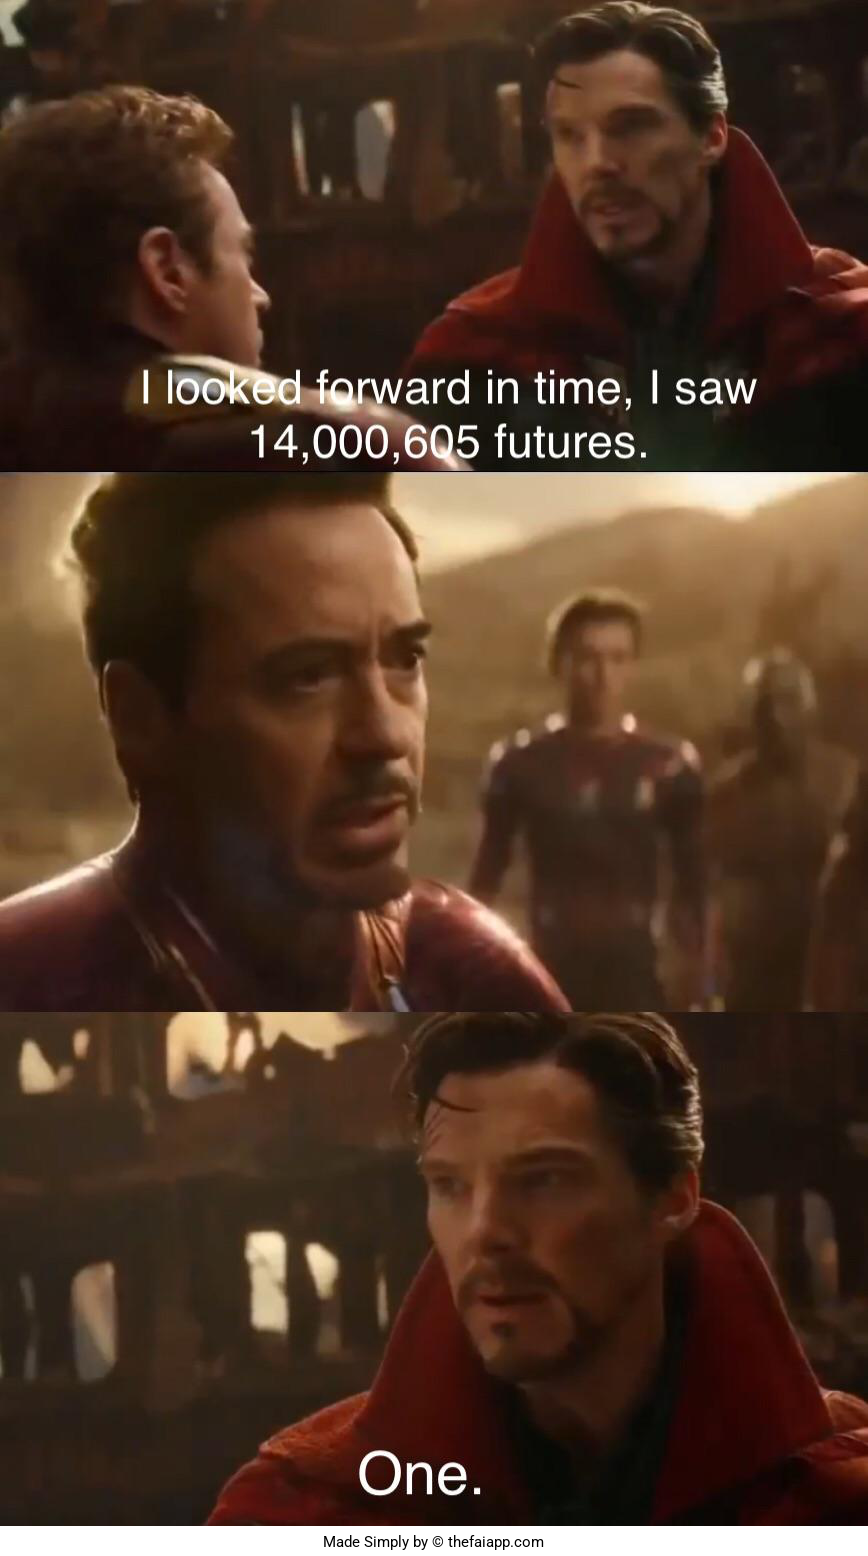 I looked forward in time, I saw
14,000,605 futures.
One.
Made Simply by © thefaiapp.com